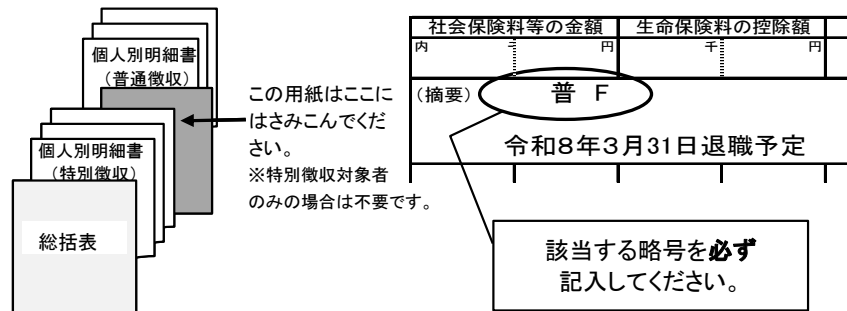 個人別明細書
（普通徴収）
個人別明細書
（特別徴収）
総括表
この用紙はここに
はさみこんでくだ
さい。
※特別徴収対象者
のみの場合は不要です。
社会保険料等の金額 生命保険料の控除額
内 千 円 千 円
（摘要） 普 F
令和8年3月31日退職予定
該当する略号を必ず
記入してください。